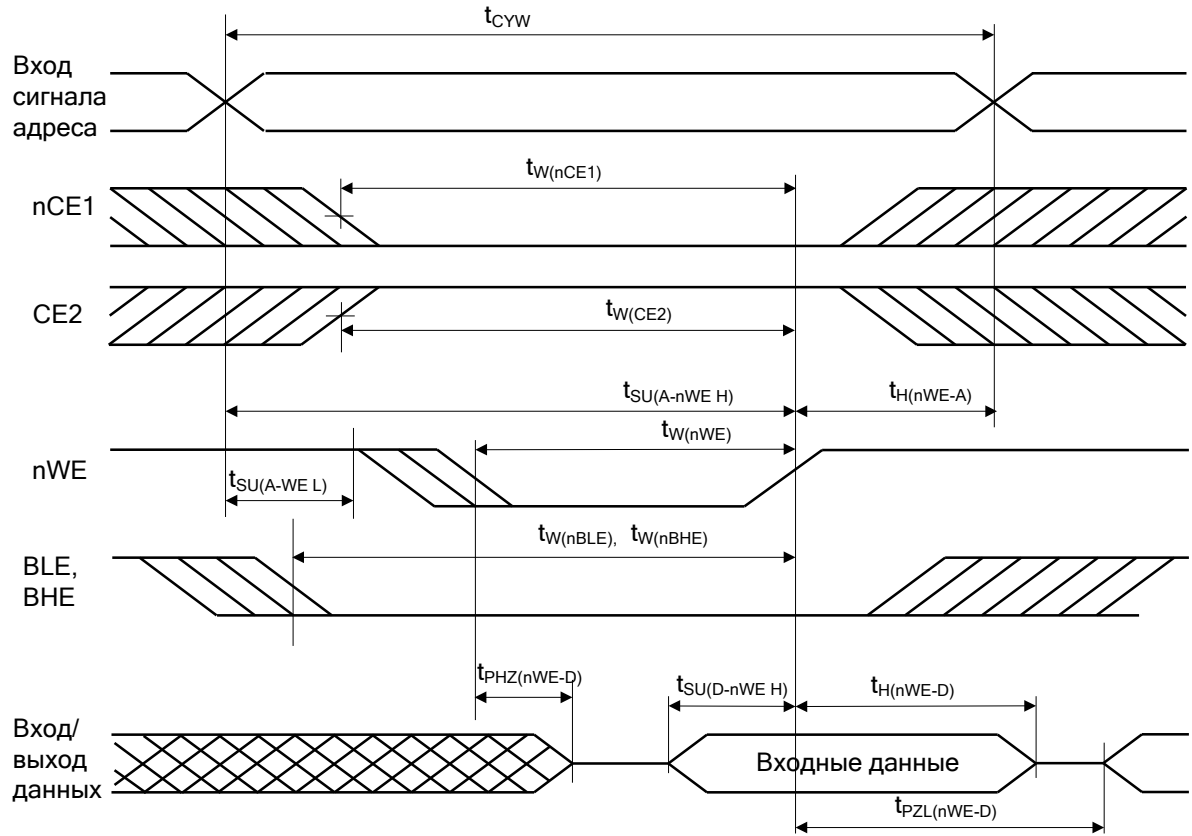 tCYW
Вход
сигнала
адреса
tW(nCE1)
nCE1
CE2
tW(CE2)
tSU(A-nWE H)
tH(nWE-A)
tW(nWE)
nWE
tSU(A-WE L)
tW(nBLE), tW(nBHE)
BLE,
BHE
tPHZ(nWE-D)
tSU(D-nWE H)
tH(nWE-D)
Вход/
выход
данных
Входные данные
tPZL(nWE-D)